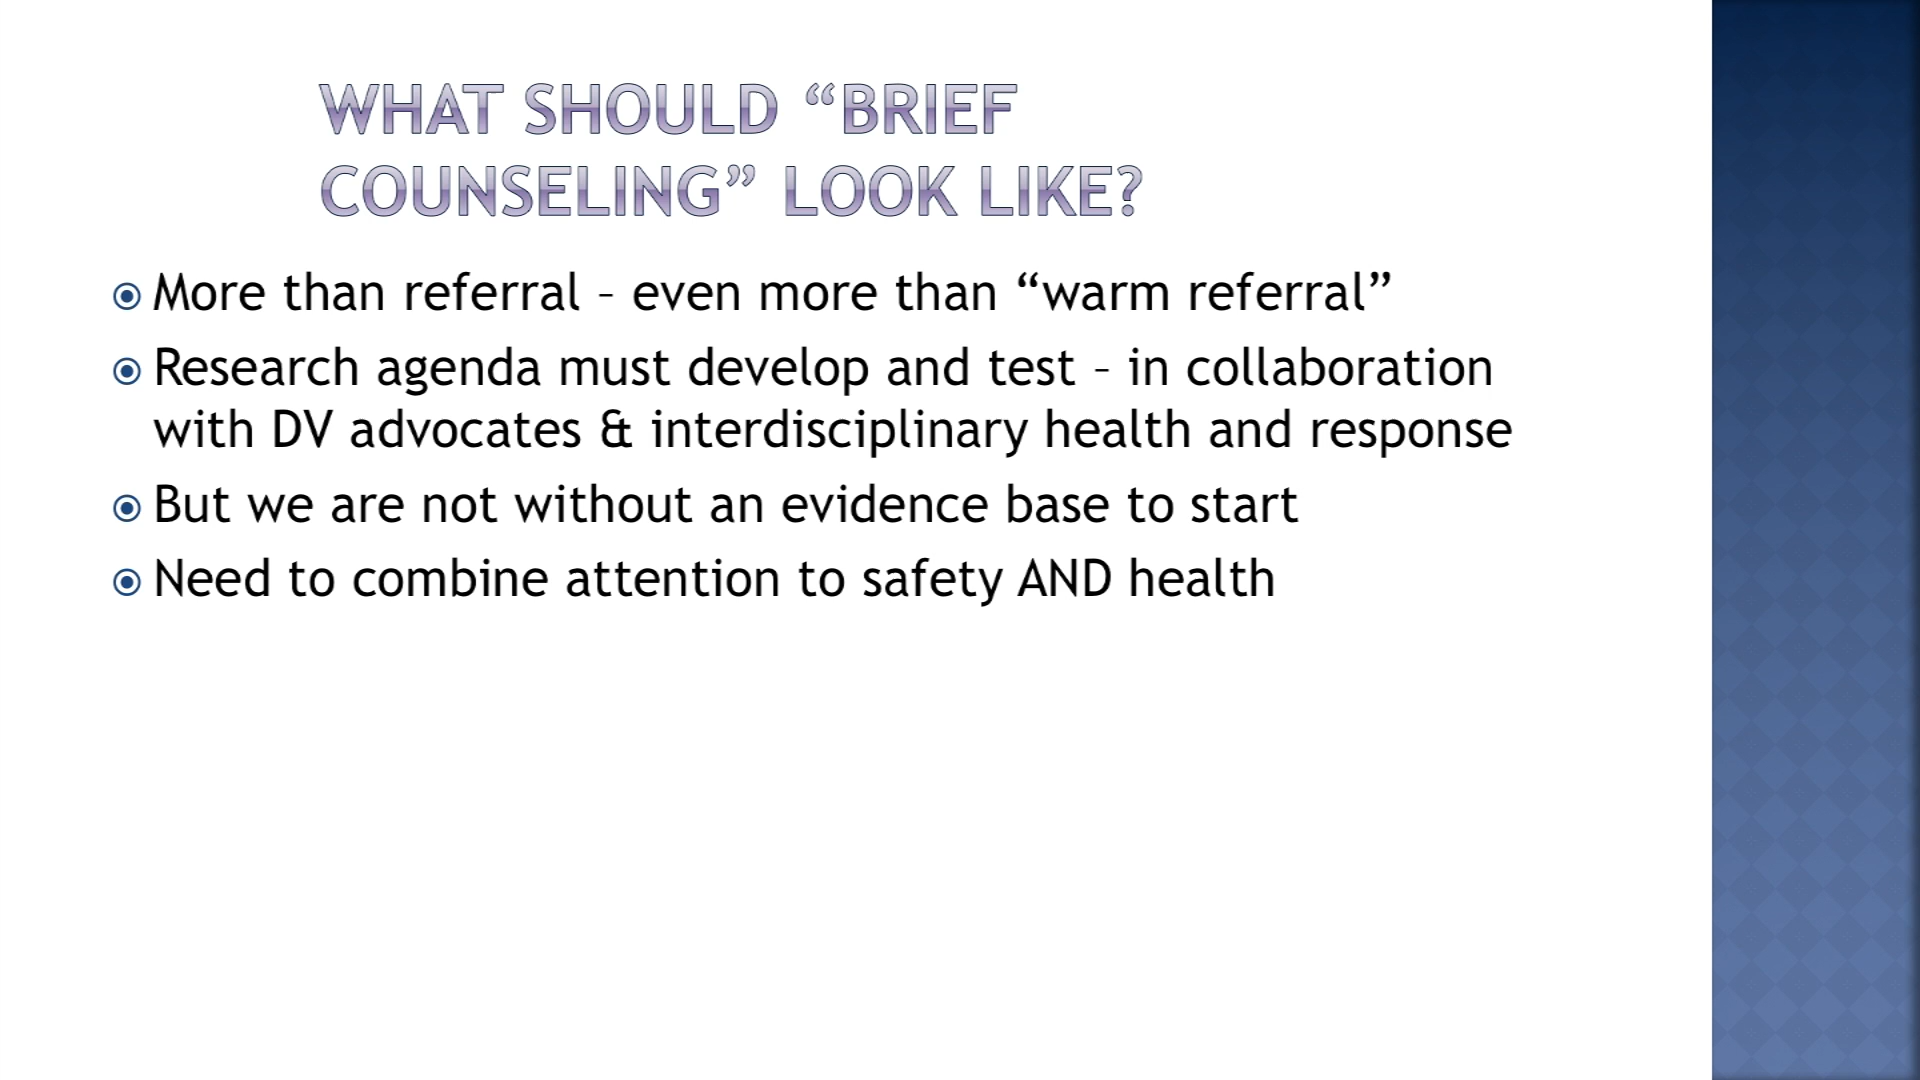 WHAT SHOULD “BRIEF
COUNSELING” LOOK LIKE?
More than referral – even more than “warm referral”
Research agenda must develop and test – in collaboration
with DV advocates & interdisciplinary health and response
But we are not without an evidence base to start
Need to combine attention to safety AND health